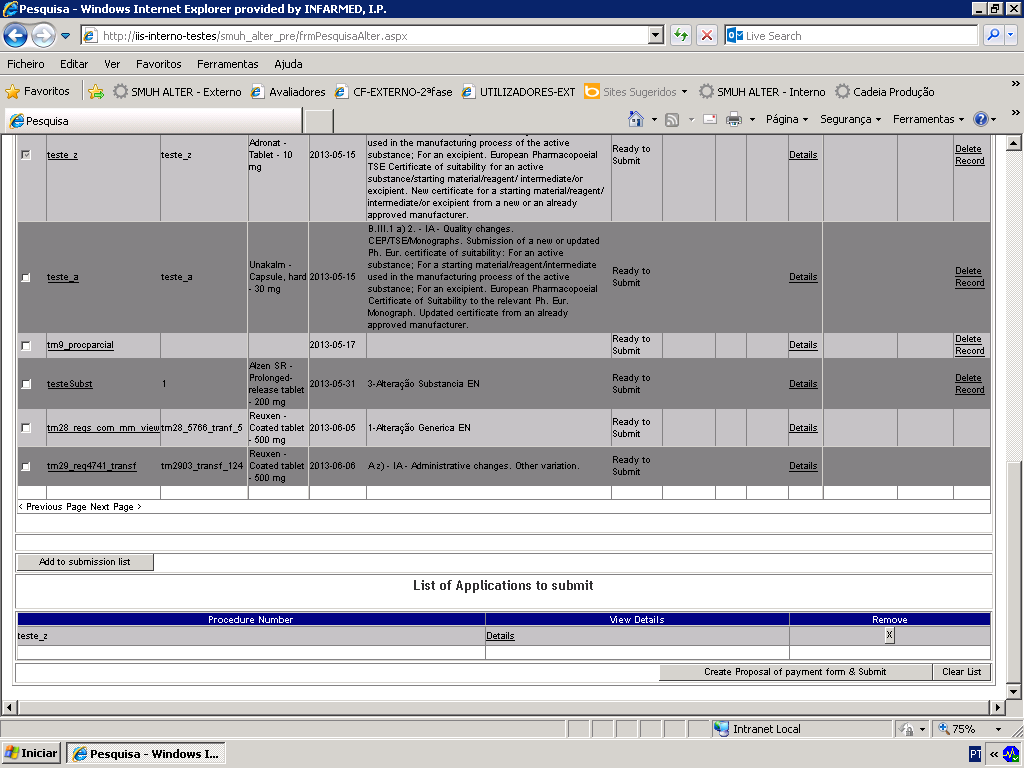 Pesquisa - Windows Internet Explorer provided by INFARMED, I.P.
http://iis-interno-testes/smuh_alter_pre/frmPesquisaAlter.aspx
Live Search
Ficheiro Editar Ver Favoritos Ferramentas Ajuda
Favoritos SMUH ALTER - Externo Avaliadores CF-EXTERNO-2ªfase UTILIZADORES-EXT Sites Sugeridos SMUH ALTER - Interno Cadeia Produção »
Pesquisa
Página Segurança Ferramentas »
teste_z
teste_z
Adronat -
Tablet - 10
mg
2013-05-15
used in the manufacturing process of the active
substance; For an excipient. European Pharmacopoeial
TSE Certificate of suitability for an active
substance/starting material/reagent/ intermediate/or
excipient. New certificate for a starting material/reagent/
intermediate/or excipient from a new or an already
approved manufacturer.
Ready to
Submit
Details
Delete
Record
teste_a
teste_a
Unakalm -
Capsule, hard
- 30 mg
2013-05-15
B.III.1 a) 2. - IA - Quality changes.
CEP/TSE/Monographs. Submission of a new or updated
Ph. Eur. certificate of suitability: For an active
substance; For a starting material/reagent/intermediate
used in the manufacturing process of the active
substance; For an excipient. European Pharmacopoeial
Certificate of Suitability to the relevant Ph. Eur.
Monograph. Updated certificate from an already
approved manufacturer.
Ready to
Submit
Details
Delete
Record
tm9_procparcial
2013-05-17
Ready to
Submit
Details
Delete
Record
testeSubst
1
Alzen SR -
Prolonged-
release tablet
- 200 mg
2013-05-31
3-Alteração Substancia EN
Ready to
Submit
Details
Delete
Record
tm28_reqs_com_mm_view
tm28_5766_tranf_5
Reuxen -
Coated tablet
- 500 mg
2013-06-05
1-Alteração Generica EN
Ready to
Submit
Details
tm29_req4741_transf
tm2903_transf_124
Reuxen -
Coated tablet
- 500 mg
2013-06-06
A z) - IA - Administrative changes. Other variation.
Ready to
Submit
Details
< Previous Page Next Page >
Add to submission list
List of Applications to submit
Procedure Number View Details Remove
teste_z Details X
Create Proposal of payment form & Submit Clear List
Intranet Local 75%
Iniciar Pesquisa - Windows I... PT «